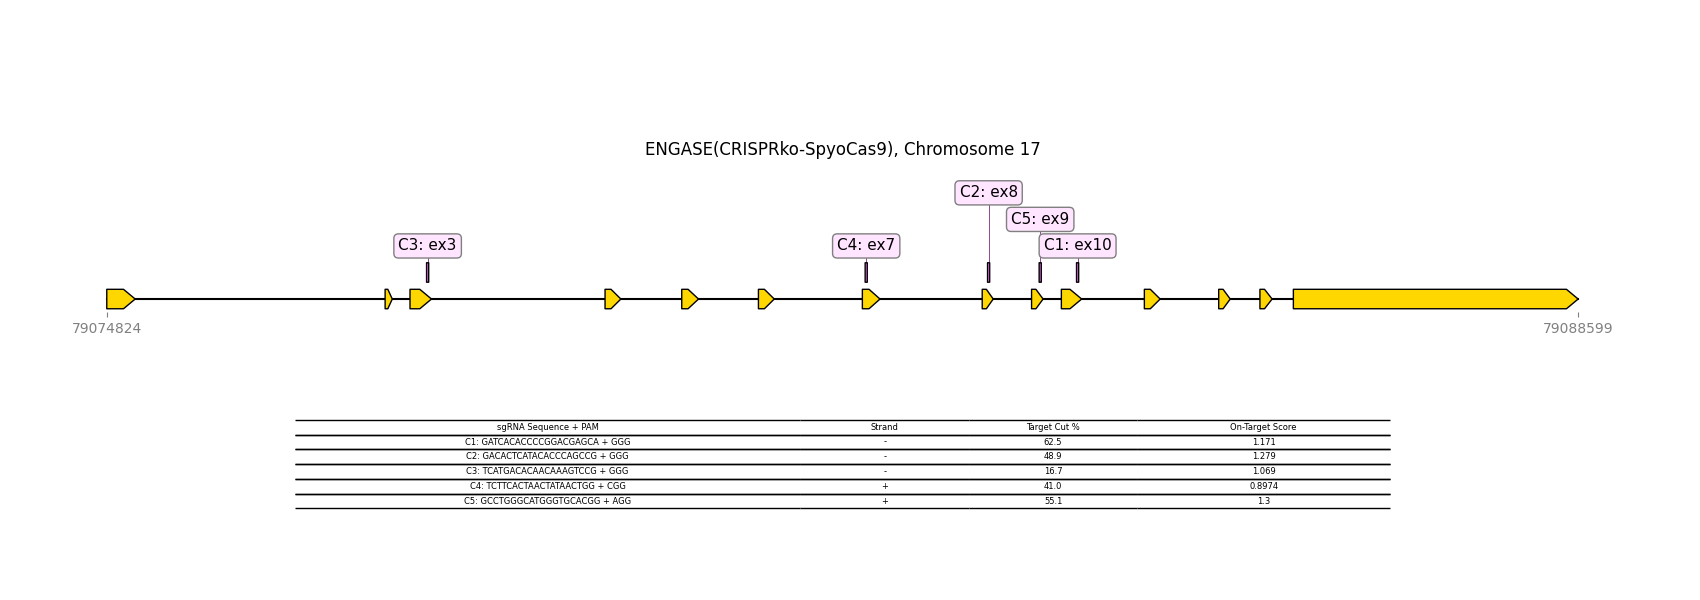 ENGASE(CRISPRko-SpyoCas9), Chromosome 17
C2: ex8
C5: ex9
C3: ex3 C4: ex7 C1: ex10
79074824 79088599
sgRNA Sequence + PAM Strand Target Cut % On-Target Score
C1: GATCACACCCCGGACGAGCA + GGG - 62.5 1.171
C2: GACACTCATACACCCAGCCG + GGG - 48.9 1.279
C3: TCATGACACAACAAAGTCCG + GGG - 16.7 1.069
C4: TCTTCACTAACTATAACTGG + CGG + 41.0 0.8974
C5: GCCTGGGCATGGGTGCACGG + AGG + 55.1 1.3